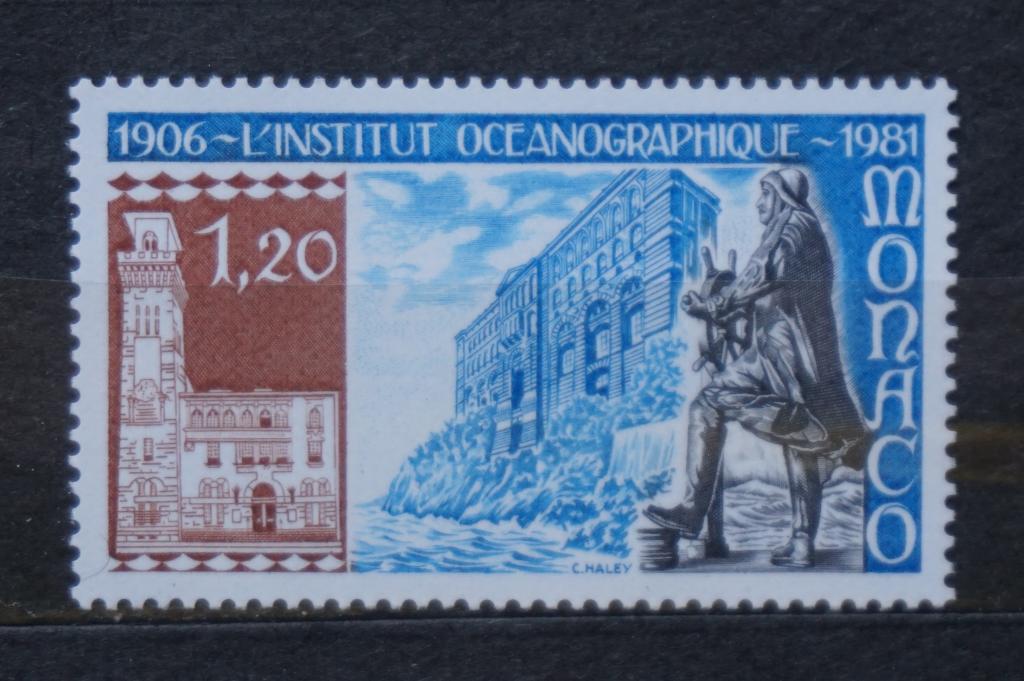 1906~L'INSTITUT OCEANOGRAPHIQUE~1981
1,20
MONACO
C.HALEY